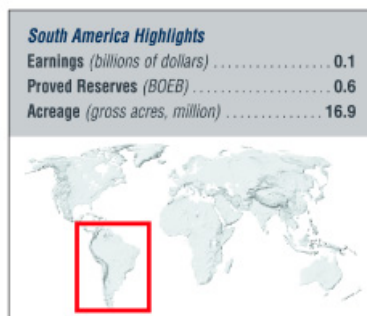 South America Highlights
Earnings (billions of dollars) ..................... 0.1
Proved Reserves (BOEB) ........................ 0.6
Acreage (gross acres, million) ................ 16.9